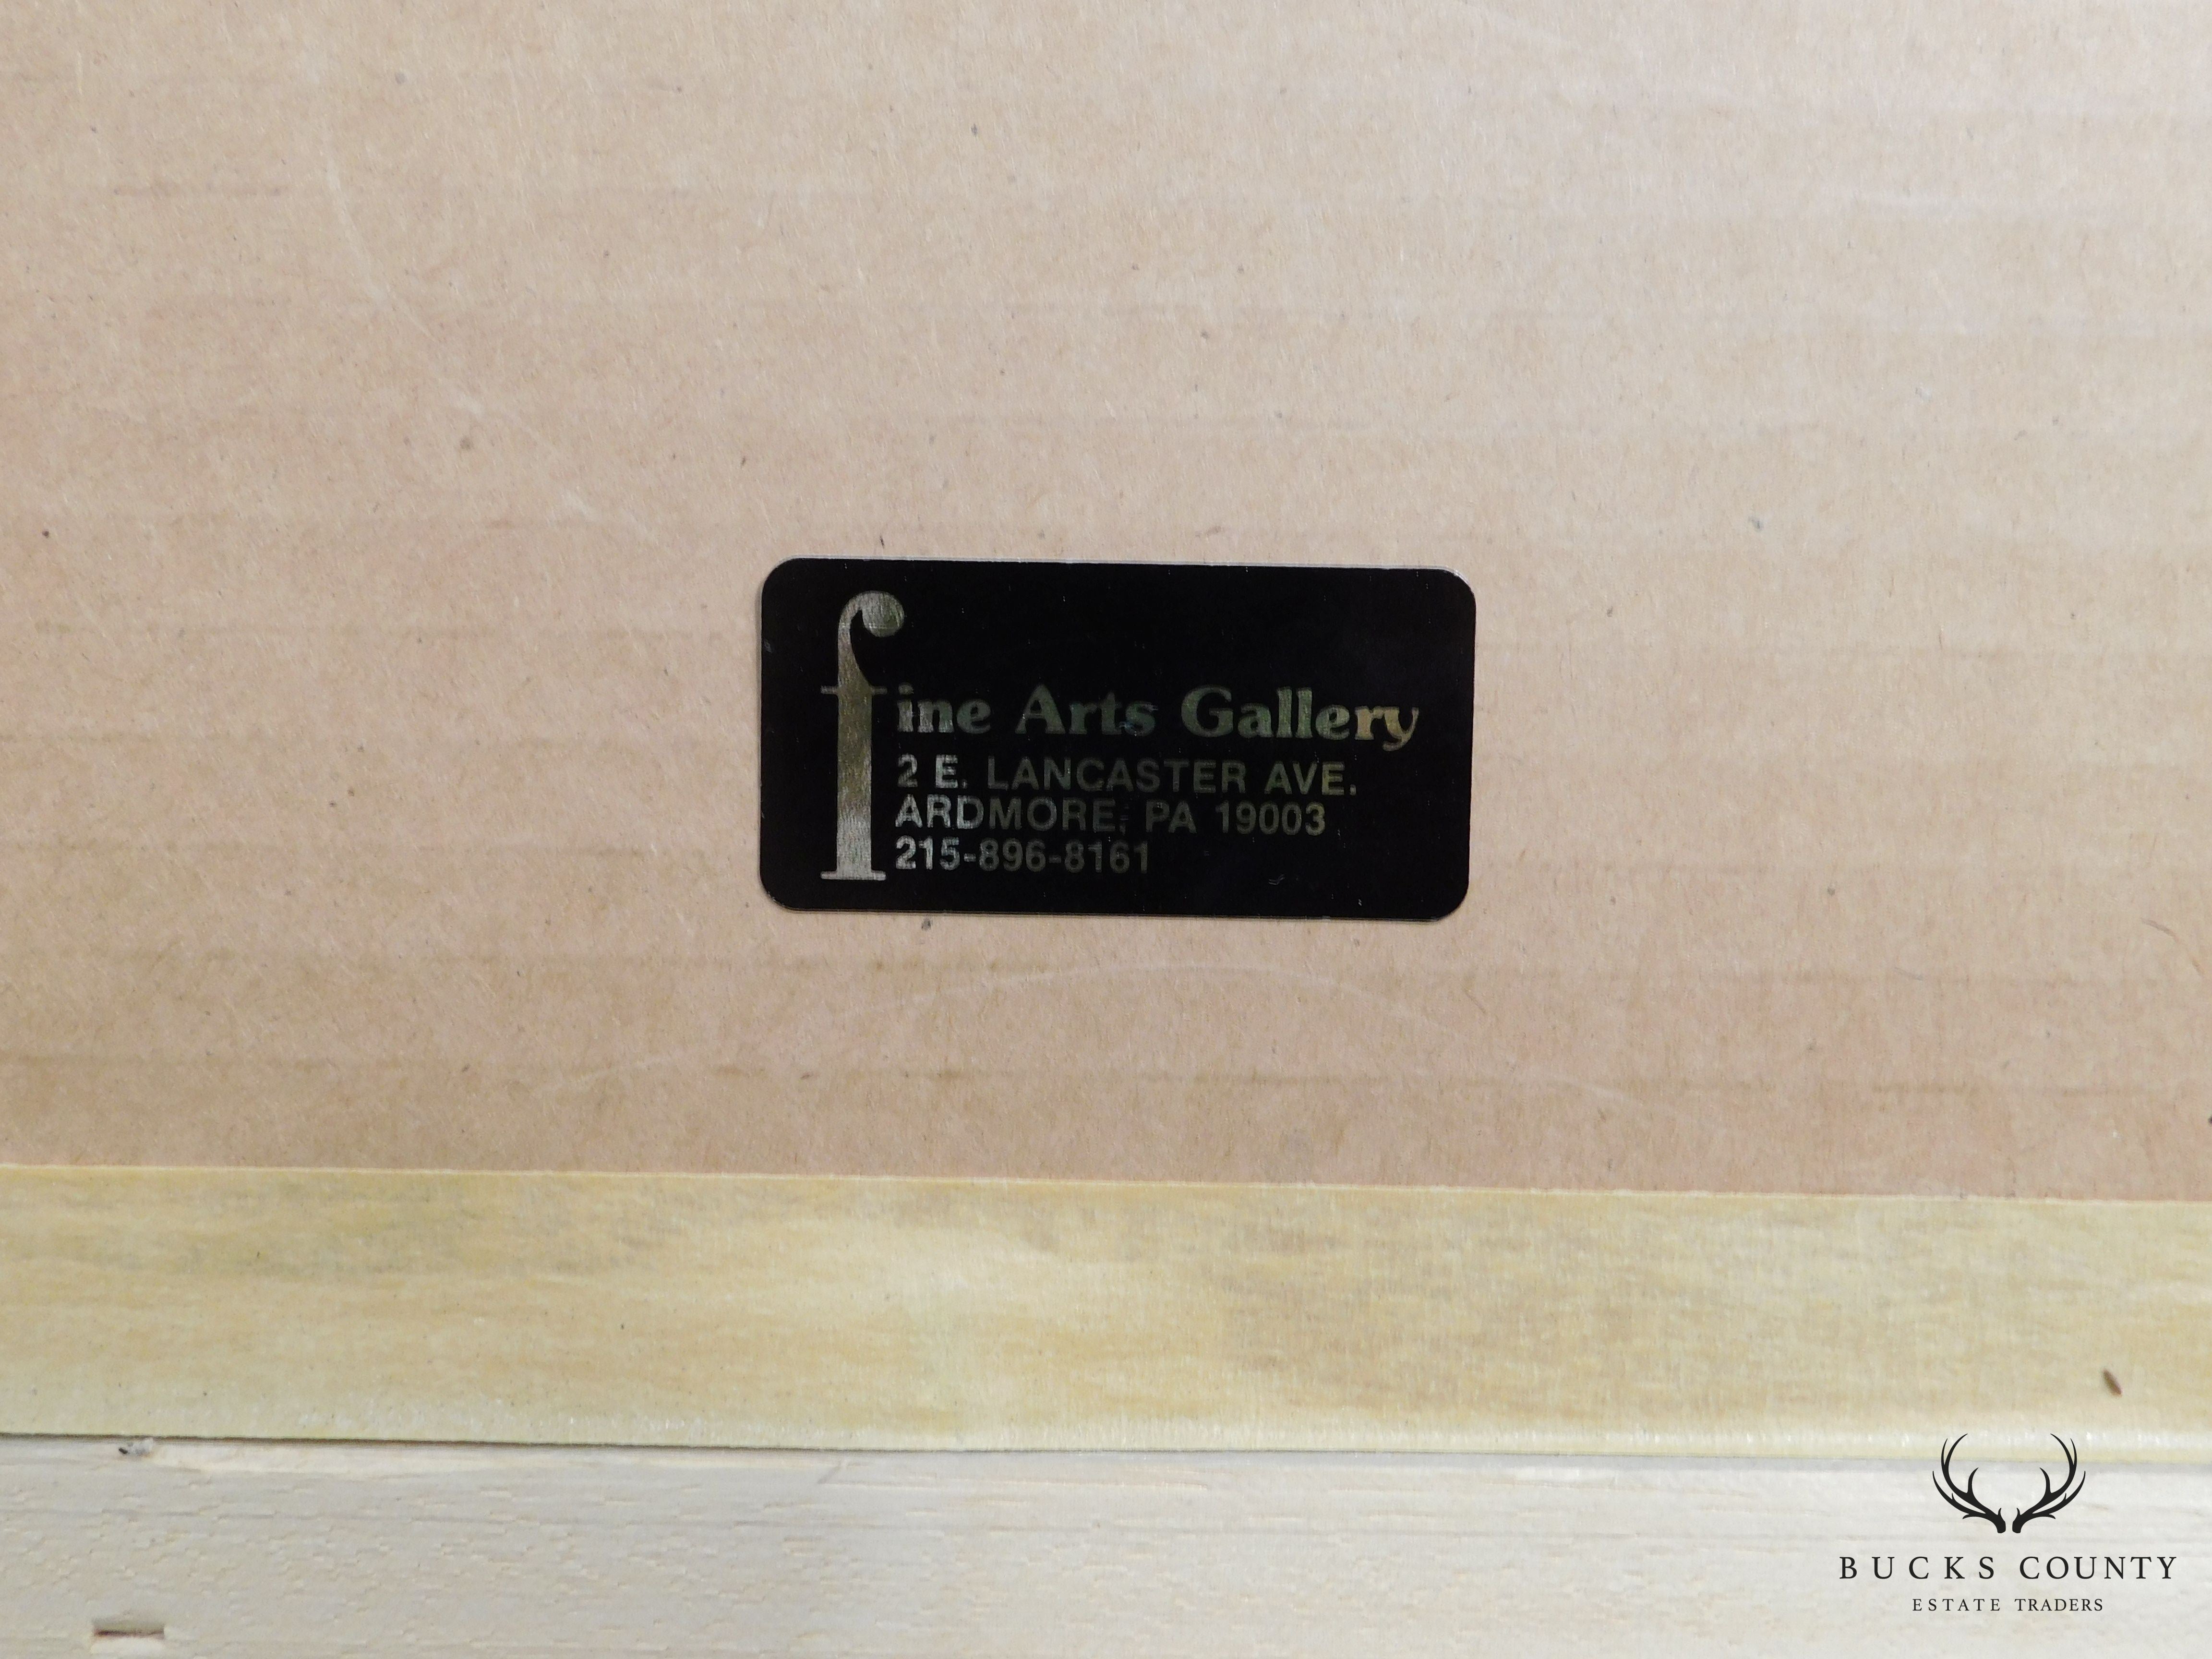 fine Arts Gallery
2 E. LANCASTER AVE.
ARDMORE, PA 19003
215-896-8161
BUCKS COUNTY
ESTATE TRADERS